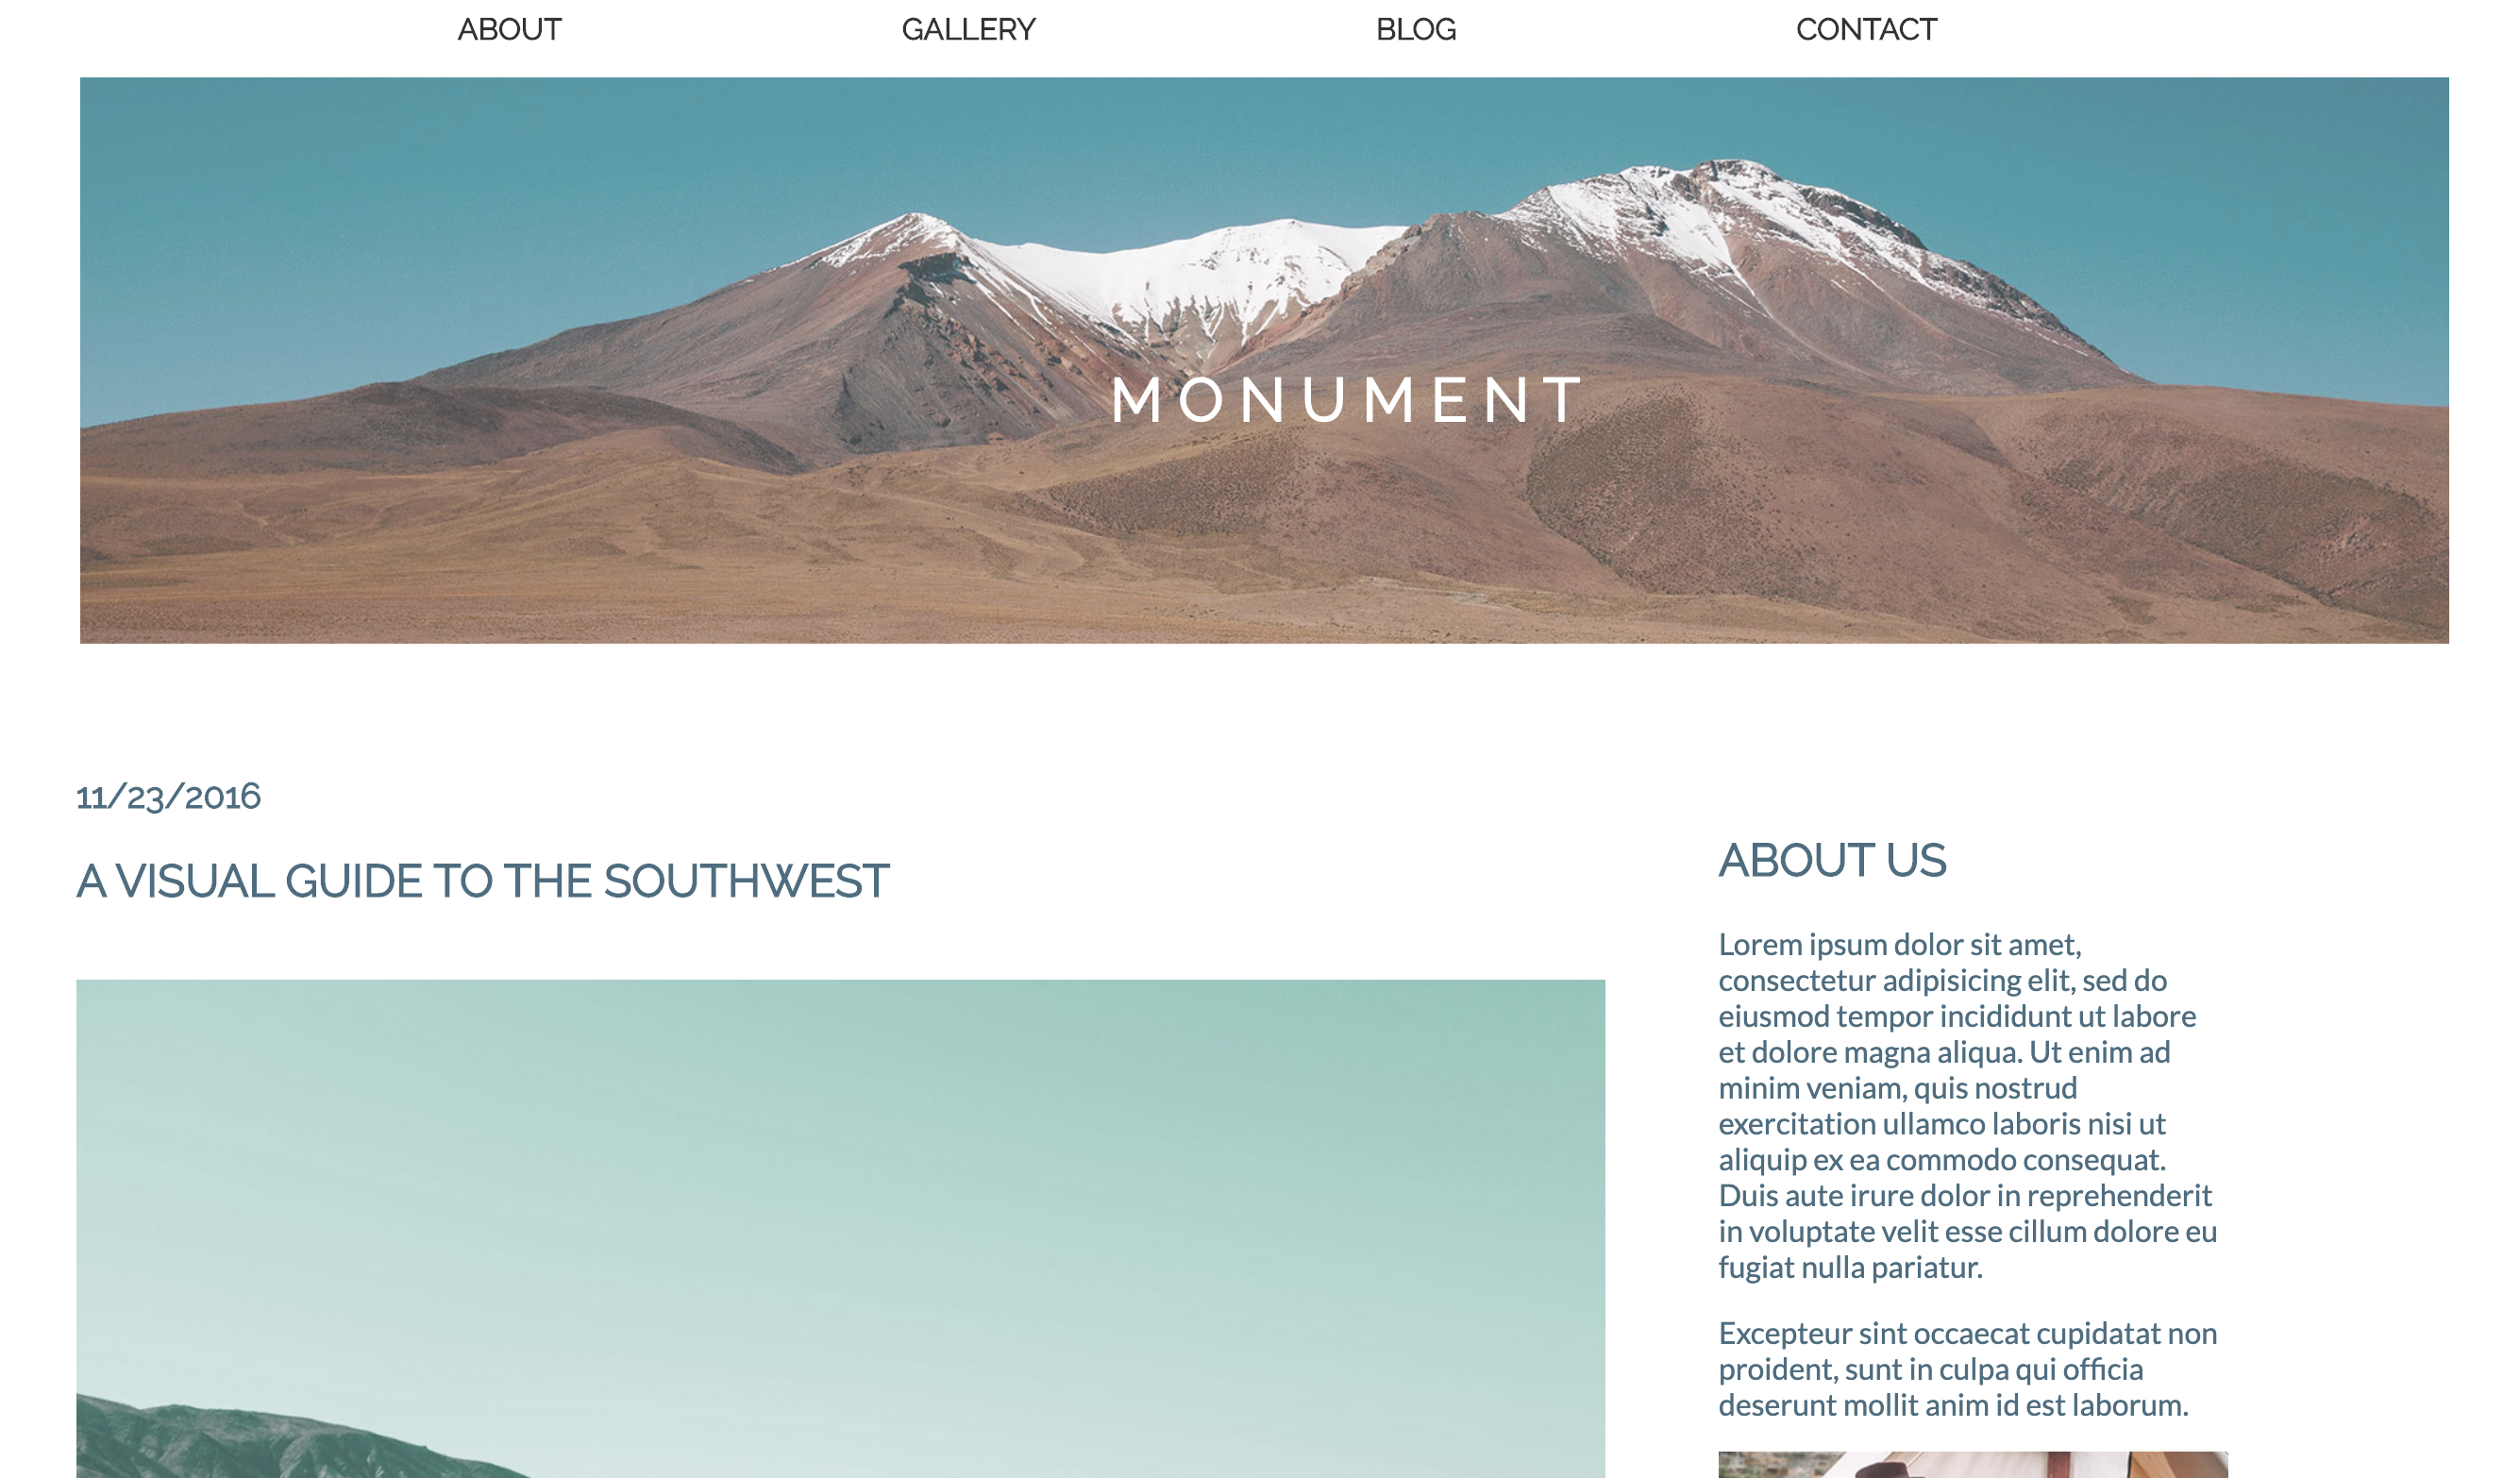 ABOUT GALLERY BLOG CONTACT
MONUMENT
11/23/2016
A VISUAL GUIDE TO THE SOUTHWEST
ABOUT US
Lorem ipsum dolor sit amet,
consectetur adipisicing elit, sed do
eiusmod tempor incididunt ut labore
et dolore magna aliqua. Ut enim ad
minim veniam, quis nostrud
exercitation ullamco laboris nisi ut
aliquip ex ea commodo consequat.
Duis aute irure dolor in reprehenderit
in voluptate velit esse cillum dolore eu
fugiat nulla pariatur.
Excepteur sint occaecat cupidatat non
proident, sunt in culpa qui officia
deserunt mollit anim id est laborum.